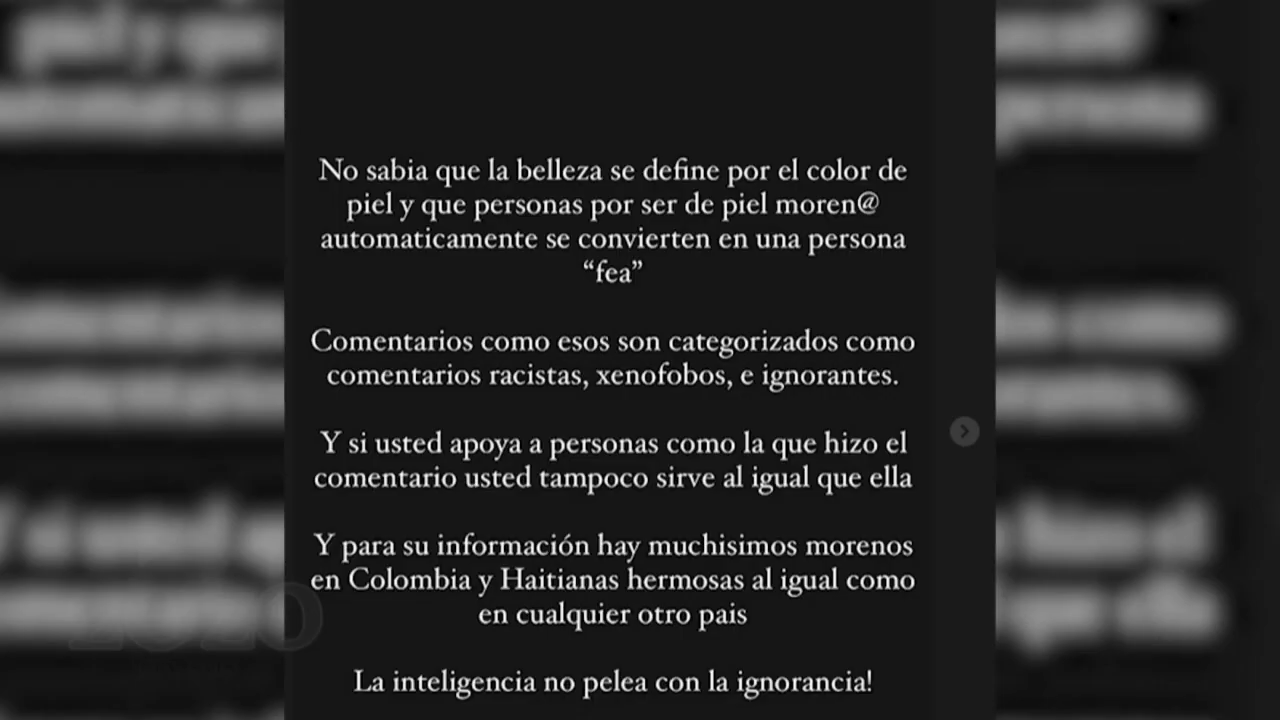 No sabia que la belleza se define por el color de
piel y que personas por ser de piel moren@
automaticamente se convierten en una persona
“fea”
Comentarios como esos son categorizados como
comentarios racistas, xenofobos, e ignorantes.
Y si usted apoya a personas como la que hizo el
comentario usted tampoco sirve al igual que ella
Y para su información hay muchisimos morenos
en Colombia y Haitianas hermosas al igual como
en cualquier otro pais
La inteligencia no pelea con la ignorancia!